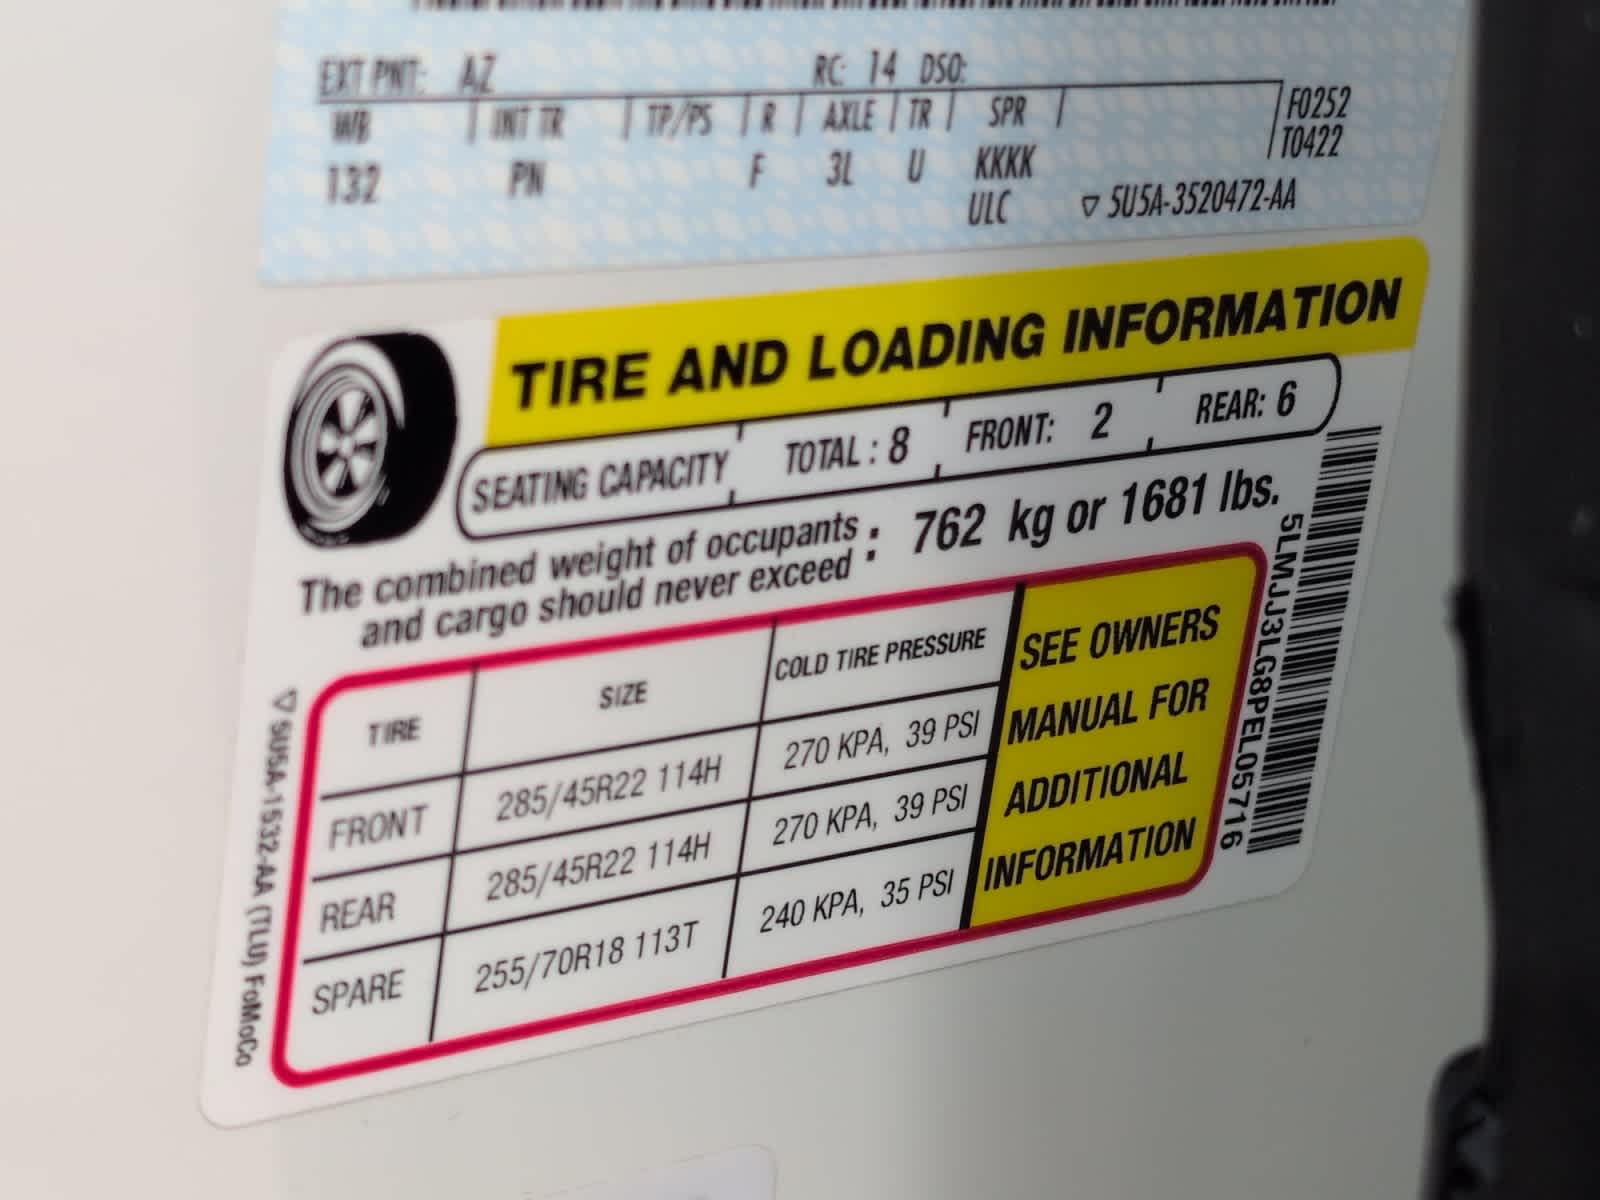 EXT PNT: AZ RC: 14 DSO:
WB INT TR TP/PS R AXLE TR SPR F0252
T0422
132 PN F 3L U KKKK
ULC ▽ 5U5A-3520472-AA
TIRE AND LOADING INFORMATION
SEATING CAPACITY TOTAL : 8 FRONT: 2 REAR: 6
The combined weight of occupants
and cargo should never exceed : 762 kg or 1681 lbs.
TIRE SIZE COLD TIRE PRESSURE
FRONT 285/45R22 114H 270 KPA, 39 PSI
REAR 285/45R22 114H 270 KPA, 39 PSI
SPARE 255/70R18 113T 240 KPA, 35 PSI
SEE OWNERS
MANUAL FOR
ADDITIONAL
INFORMATION
5LMJJ3LG8PEL05716
▽ 5U5A-1532-AA (TLU) FoMoCo